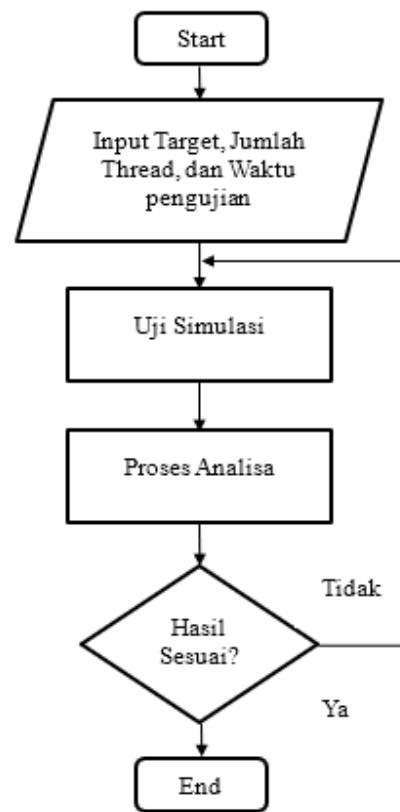 Start
Input Target, Jumlah
Thread, dan Waktu
pengujian
Uji Simulasi
Proses Analisa
Tidak
Hasil
Sesuai?
Ya
End